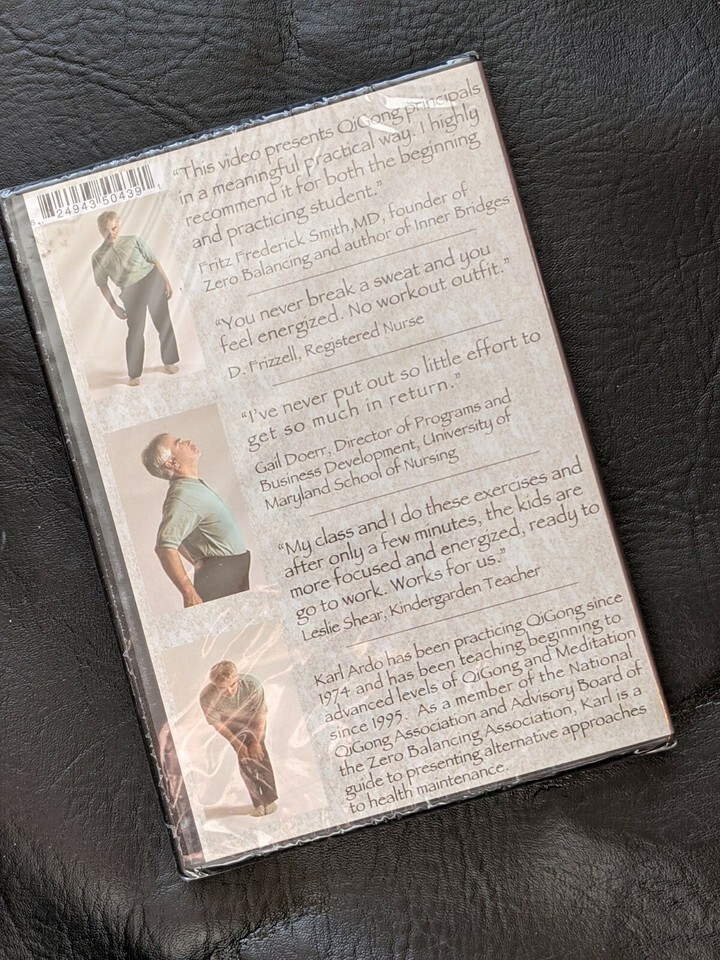 24943 50439 1
“This video presents QiGong principals
in a meaningful practical way. I highly
recommend it for both the beginning
and practicing student.”
Fritz Frederick Smith, MD, founder of
Zero Balancing and author of Inner Bridges
“You never break a sweat and you
feel energized. No workout outfit.”
D. Frizzell, Registered Nurse
“I’ve never put out so little effort to
get so much in return.”
Gail Doerr, Director of Programs and
Business Development, University of
Maryland School of Nursing
“My class and I do these exercises and
after only a few minutes, the kids are
more focused and energized, ready to
go to work. Works for us.”
Leslie Shear, Kindergarden Teacher
Karl Ardo has been practicing QiGong since
1974 and has been teaching beginning to
advanced levels of QiGong and Meditation
since 1995. As a member of the National
QiGong Association and Advisory Board of
the Zero Balancing Association, Karl is a
guide to presenting alternative approaches
to health maintenance.